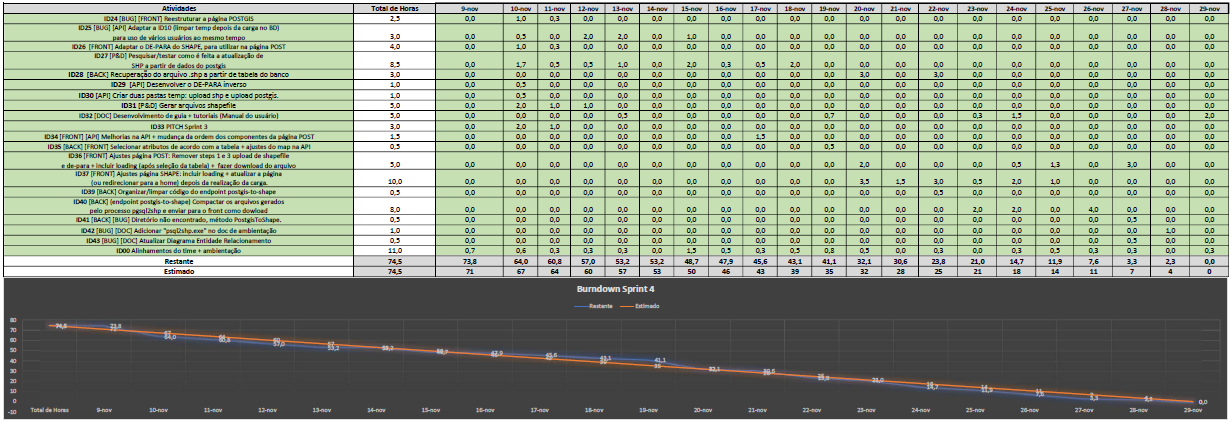 Atividades Total de Horas 9-nov 10-nov 11-nov 12-nov 13-nov 14-nov 15-nov 16-nov 17-nov 18-nov 19-nov 20-nov 21-nov 22-nov 23-nov 24-nov 25-nov 26-nov 27-nov 28-nov 29-nov
ID24 [BUG] [FRONT] Reestruturar a página POSTGIS 2,5 0,0 1,0 0,3 0,0 0,0 0,0 0,0 0,0 0,0 0,0 0,0 0,0 0,0 0,0 0,0 0,0 0,0 0,0 0,0 0,0 0,0
ID25 [BUG] [API] Adaptar a ID10 (limpar temp depois da carga no BD)
para uso de vários usuários ao mesmo tempo 3,0 0,0 0,5 0,0 2,0 2,0 0,0 1,0 0,0 0,0 0,0 0,0 0,0 0,0 0,0 0,0 0,0 0,0 0,0 0,0 0,0 0,0
ID26 [FRONT] Adaptar o DE-PARA do SHAPE, para utilizar na página POST 4,0 0,0 1,0 0,3 0,0 0,0 0,0 0,0 0,0 0,0 0,0 0,0 0,0 0,0 0,0 0,0 0,0 0,0 0,0 0,0 0,0 0,0
ID27 [P&D] Pesquisar/testar como é feita a atualização de
SHP a partir de dados do postgis 8,5 0,0 1,7 0,5 0,5 1,0 0,0 2,0 0,3 0,5 2,0 0,0 0,0 0,0 0,0 0,0 0,0 0,0 0,0 0,0 0,0 0,0
ID28 [BACK] Recuperação do arquivo .shp a partir de tabela do banco 3,0 0,0 0,0 0,0 0,0 0,0 0,0 0,0 0,0 0,0 0,0 0,0 3,0 0,0 3,0 0,0 0,0 0,0 0,0 0,0 0,0 0,0
ID29 [API] Desenvolver o DE-PARA inverso 1,0 0,0 0,5 0,0 0,0 0,0 0,0 0,0 0,0 0,0 0,0 0,0 0,0 0,0 0,0 0,0 0,0 0,0 0,0 0,0 0,0 0,0
ID30 [API] Criar duas pastas temp: upload shp e upload postgis. 1,0 0,0 0,5 0,0 0,0 0,0 0,0 0,0 0,0 0,0 0,0 0,0 0,0 0,0 0,0 0,0 0,0 0,0 0,0 0,0 0,0 0,0
ID31 [P&D] Gerar arquivos shapefile 5,0 0,0 2,0 1,0 1,0 0,0 0,0 0,0 0,0 0,0 0,0 0,0 0,0 0,0 0,0 0,0 0,0 0,0 0,0 0,0 0,0 0,0
ID32 [DOC] Desenvolvimento de guia + tutoriais (Manual do usuário) 5,0 0,0 0,0 0,0 0,0 0,5 0,0 0,0 0,0 0,0 0,0 0,7 0,0 0,0 0,0 0,3 1,5 0,0 0,0 0,0 0,0 2,0
ID33 PITCH Sprint 3 3,0 0,0 2,0 1,0 0,0 0,0 0,0 0,0 0,0 0,0 0,0 0,0 0,0 0,0 0,0 0,0 0,0 0,0 0,0 0,0 0,0 0,0
ID34 [FRONT] [API] Melhorias na API + mudança da ordem dos componentes da página POST 1,5 0,0 0,0 0,0 0,0 0,0 0,0 0,0 0,0 1,5 0,0 0,0 0,0 0,0 0,0 0,0 0,0 0,0 0,0 0,0 0,0 0,0
ID35 [BACK] [FRONT] Selecionar atributos de acordo com a tabela + ajustes do map na API 0,5 0,0 0,0 0,0 0,0 0,0 0,0 0,0 0,0 0,0 0,0 0,5 0,0 0,0 0,0 0,0 0,0 0,0 0,0 0,0 0,0 0,0
ID36 [FRONT] Ajustes página POST: Remover steps 1 e 3 upload de shapefile
e de-para + incluir loading (após seleção da tabela) + fazer download do arquivo 5,0 0,0 0,0 0,0 0,0 0,0 0,0 0,0 0,0 0,0 0,0 0,0 2,0 0,0 0,0 0,0 0,0 0,5 1,3 3,0 0,0 0,0
ID37 [FRONT] Ajustes página SHAPE: incluir loading + atualizar a página
(ou redirecionar para a home) depois da realização da carga. 10,0 0,0 0,0 0,0 0,0 0,0 0,0 0,0 0,0 0,0 0,0 0,0 3,5 1,5 3,0 0,5 2,0 1,0 0,0 0,0 0,0 0,0
ID39 [BACK] Organizar/limpar código do endpoint postgis-to-shape 0,5 0,0 0,0 0,0 0,0 0,0 0,0 0,0 0,0 0,0 0,0 0,0 0,0 0,0 0,5 0,0 0,0 0,0 0,0 0,0 0,0 0,0
ID40 [BACK] (endpoint postgis-to-shape) Compactar os arquivos gerados
pelo processo pgsql2shp e enviar para o front como dowload 8,0 0,0 0,0 0,0 0,0 0,0 0,0 0,0 0,0 0,0 0,0 0,0 0,0 0,0 0,0 2,0 2,0 0,0 4,0 0,0 0,0 0,0
ID41 [BACK] [BUG] Diretório não encontrado, método PostgisToShape. 0,5 0,0 0,0 0,0 0,0 0,0 0,0 0,0 0,0 0,0 0,0 0,0 0,0 0,0 0,0 0,0 0,0 0,0 0,0 0,5 0,0 0,0
ID42 [BUG] [DOC] Adicionar "psql2shp.exe" no doc de ambientação 1,0 0,0 0,0 0,0 0,0 0,0 0,0 0,0 0,0 0,0 0,0 0,0 0,0 0,0 0,0 0,0 0,0 0,0 0,0 0,0 1,0 0,0
ID43 [BUG] [DOC] Atualizar Diagrama Entidade Relacionamento 0,5 0,0 0,0 0,0 0,0 0,0 0,0 0,0 0,0 0,0 0,0 0,0 0,0 0,0 0,0 0,0 0,0 0,0 0,0 0,5 0,0 0,0
ID00 Alinhamentos do time + ambientação 11,0 0,7 0,6 0,3 0,3 0,3 0,0 1,5 0,5 0,3 0,5 0,8 0,5 0,0 0,3 0,0 0,3 0,3 0,3 0,3 0,3 0,3
Restante 74,5 73,8 64,0 60,8 57,0 53,2 53,2 48,7 47,9 45,6 43,1 41,1 32,1 30,6 23,8 21,0 14,7 11,9 7,6 3,3 2,3 0,0
Estimado 74,5 71 67 64 60 57 53 50 46 43 39 35 32 28 25 21 18 14 11 7 4 0
Burndown Sprint 4
Restante Estimado
80
70
60
50
40
30
20
10
0
-10
74,5 73,8 64,0 60,8 57,0 53,2 47,9 45,6 43,1 41,1 32,1 23,8 21,0 14,7 11,9 7,6 3,3 0,0
Total de Horas 9-nov 10-nov 11-nov 12-nov 13-nov 14-nov 15-nov 16-nov 17-nov 18-nov 19-nov 20-nov 21-nov 22-nov 23-nov 24-nov 25-nov 26-nov 27-nov 28-nov 29-nov